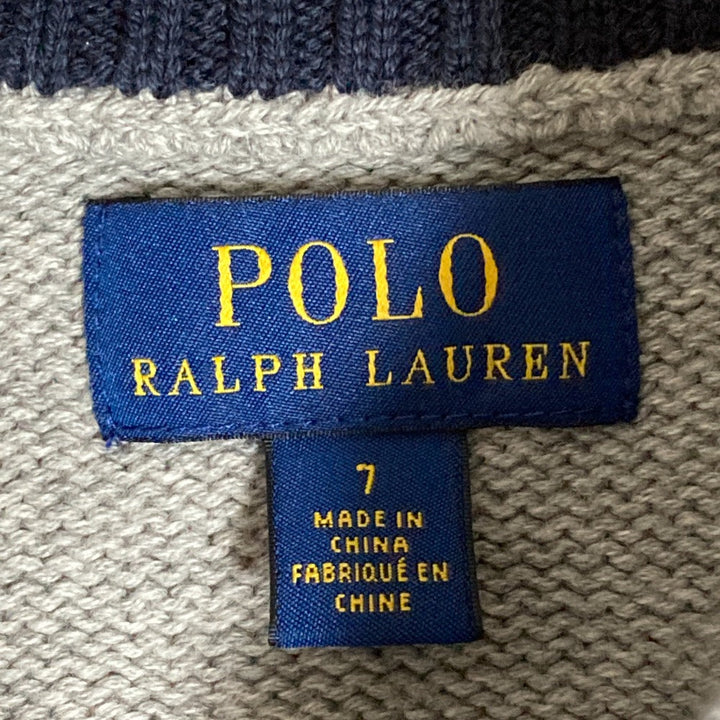 POLO
RALPH LAUREN
7
MADE IN
CHINA
FABRIQUÉ EN
CHINE